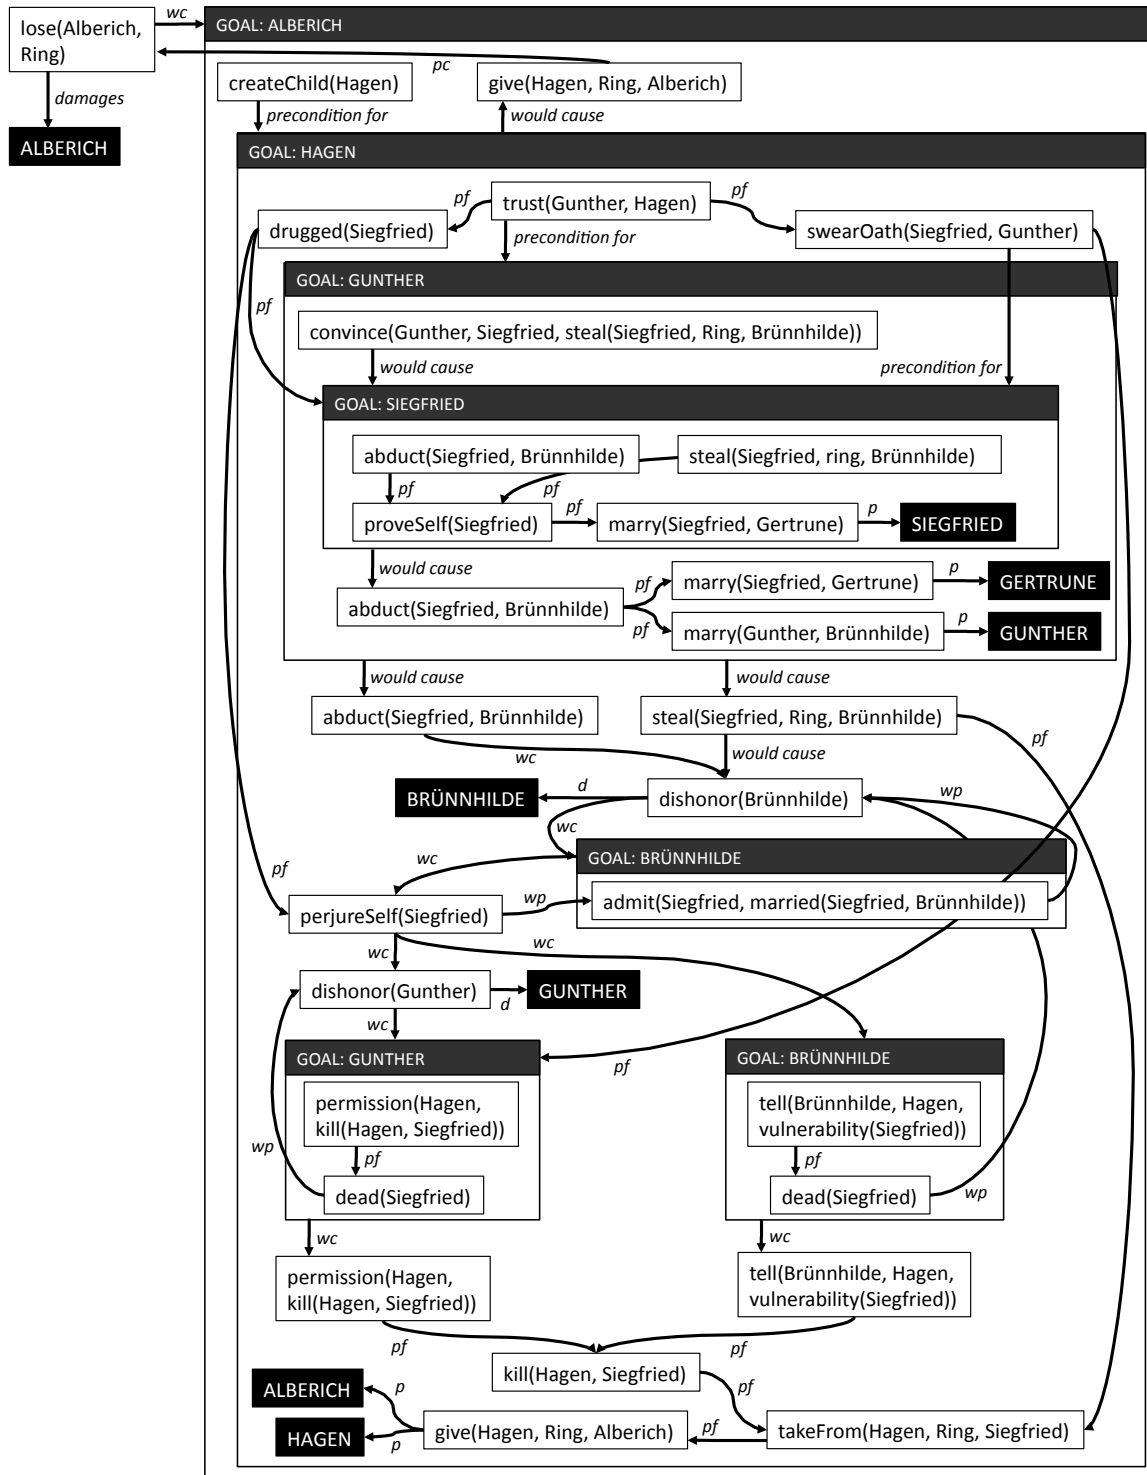 lose(Alberich,
Ring)
wc
GOAL: ALBERICH
pc
damages
ALBERICH
createChild(Hagen)
give(Hagen, Ring, Alberich)
precondition for
would cause
GOAL: HAGEN
pf
trust(Gunther, Hagen)
pf
drugged(Siegfried)
precondition for
swearOath(Siegfried, Gunther)
GOAL: GUNTHER
pf
convince(Gunther, Siegfried, steal(Siegfried, Ring, Brünnhilde))
would cause
precondition for
GOAL: SIEGFRIED
abduct(Siegfried, Brünnhilde)
steal(Siegfried, ring, Brünnhilde)
pf
pf
proveSelf(Siegfried)
pf
marry(Siegfried, Gertrune)
p
SIEGFRIED
would cause
abduct(Siegfried, Brünnhilde)
pf
marry(Siegfried, Gertrune)
p
GERTRUNE
pf
marry(Gunther, Brünnhilde)
p
GUNTHER
would cause
would cause
abduct(Siegfried, Brünnhilde)
steal(Siegfried, Ring, Brünnhilde)
pf
wc
would cause
BRÜNNHILDE
d
dishonor(Brünnhilde)
wp
wc
GOAL: BRÜNNHILDE
wc
pf
perjureSelf(Siegfried)
wp
admit(Siegfried, married(Siegfried, Brünnhilde))
wc
wc
dishonor(Gunther)
d
GUNTHER
wc
GOAL: GUNTHER
pf
GOAL: BRÜNNHILDE
permission(Hagen,
kill(Hagen, Siegfried))
tell(Brünnhilde, Hagen,
vulnerability(Siegfried))
wp
pf
pf
dead(Siegfried)
dead(Siegfried)
wp
wc
wc
permission(Hagen,
kill(Hagen, Siegfried))
tell(Brünnhilde, Hagen,
vulnerability(Siegfried))
pf
pf
kill(Hagen, Siegfried)
pf
ALBERICH
p
HAGEN
p
give(Hagen, Ring, Alberich)
pf
takeFrom(Hagen, Ring, Siegfried)